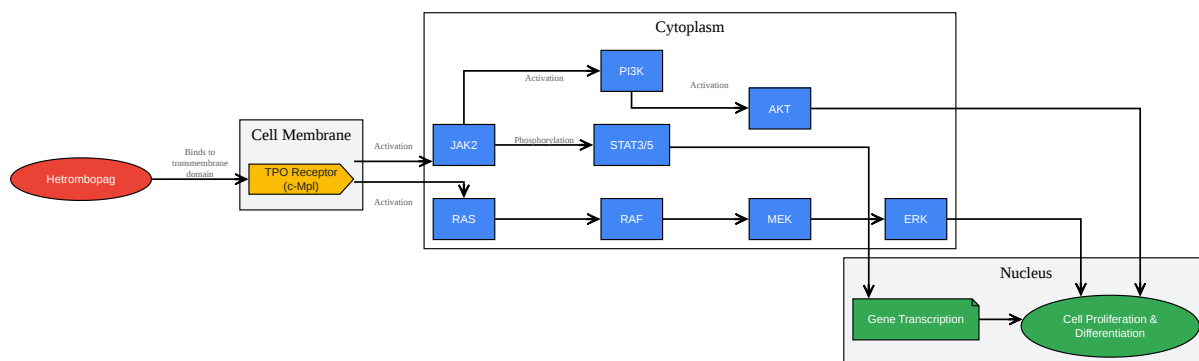 Cytoplasm
PI3K
Activation
Activation
AKT
Cell Membrane
Activation
JAK2
Phosphorylation
STAT3/5
Binds to
transmembrane
domain
Hetrombopag
TPO Receptor
(c-Mpl)
Activation
RAS
RAF
MEK
ERK
Nucleus
Gene Transcription
Cell Proliferation &
Differentiation